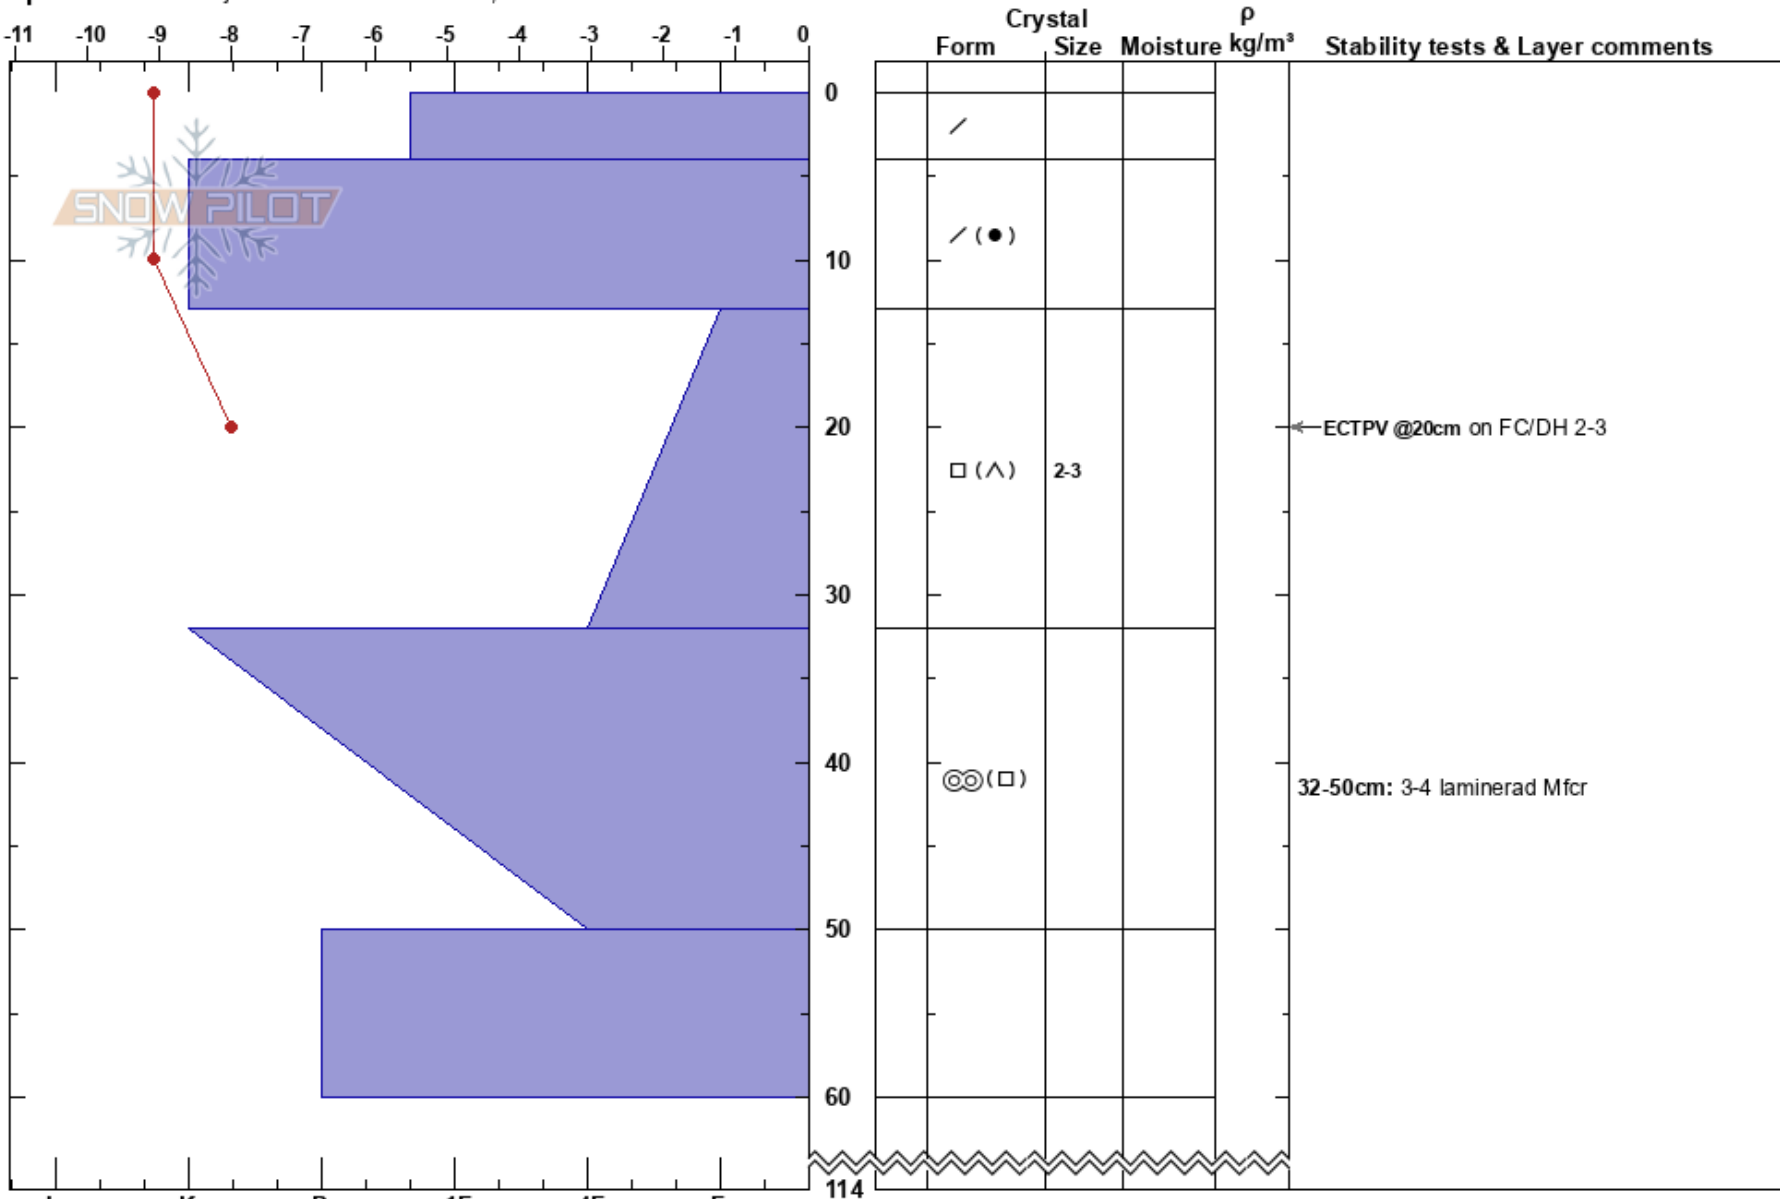 Crystal ρ
-11 -10 -9 -8 -7 -6 -5 -4 -3 -2 -1 0
Form Size Moisture kg/m³ Stability tests & Layer comments
0
SNOW PILOT
10
20
ECTPV @20cm on FC/DH 2-3
2-3
30
40
32-50cm: 3-4 laminerad Mfcr
50
60
114